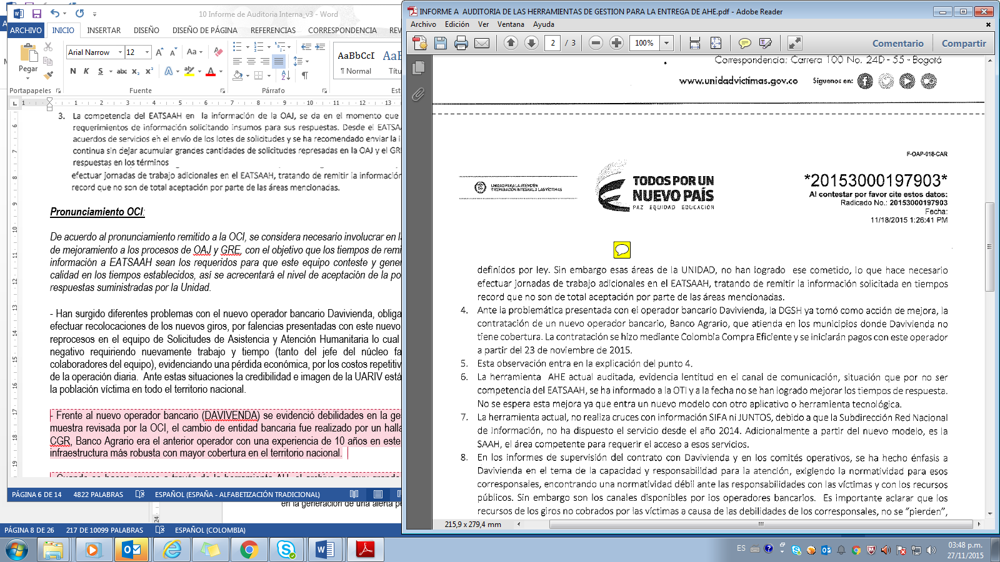 10 Informe de Auditoria Interna_v3 - Word
ARCHIVO INICIO INSERTAR DISEÑO DISEÑO DE PÁGINA REFERENCIAS CORRESPONDENCIA REV
Arial Narrow 12
Pegar
AaBbCcI AaB
¶ Normal Títu
Portapapeles Fuente Párrafo Est
3. La competencia del EATSAAH en la información de la OAJ, se da en el momento que
requerimientos de información solicitando insumos para sus respuestas. Desde el EATSAA
acuerdos de servicios en el envío de los lotes de solicitudes y se ha recomendado enviar la i
continua sin dejar acumular grandes cantidades de solicitudes represadas en la OAJ y el GRE
respuestas en los términos
efectuar jornadas de trabajo adicionales en el EATSAAH, tratando de remitir la información
record que no son de total aceptación por parte de las áreas mencionadas.
Pronunciamiento OCI:
De acuerdo al pronunciamiento remitido a la OCI, se considera necesario involucrar en l
de mejoramiento a los procesos de OAJ y GRE, con el objetivo que los tiempos de remi
información a EATSAAH sean los requeridos para que este equipo conteste y gener
calidad en los tiempos establecidos, así se acrecentará el nivel de aceptación de la po
respuestas suministradas por la Unidad.
- Han surgido diferentes problemas con el nuevo operador bancario Davivienda, obliga
efectuar recolocaciones de los nuevos giros, por falencias presentadas con este nuevo
reprocesos en el equipo de Solicitudes de Asistencia y Atención Humanitaria lo cual
negativo requiriendo nuevamente trabajo y tiempo (tanto del jefe del núcleo fa
colaboradores del equipo), evidenciando una pérdida económica, por los costos repetitiv
de la operación diaria. Ante estas situaciones la credibilidad e imagen de la UARIV está
la población víctima en todo el territorio nacional.
- Frente al nuevo operador bancario (DAVIVENDA) se evidenció debilidades en la ge
muestra revisada por la OCI, el cambio de entidad bancaria fue realizado por un halla
CGR, Banco Agrario era el anterior operador con una experiencia de 10 años en este
infraestructura más robusta con mayor cobertura en el territorio nacional.
PÁGINA 6 DE 14 4822 PALABRAS ESPAÑOL (ESPAÑA - ALFABETIZACIÓN TRADICIONAL)
en la generación de una alerta pe
PÁGINA 8 DE 26 217 DE 10099 PALABRAS ESPAÑOL (COLOMBIA)
INFORME A AUDITORIA DE LAS HERRAMIENTAS DE GESTION PARA LA ENTREGA DE AHE.pdf - Adobe Reader
Archivo Edición Ver Ventana Ayuda
2 / 3 100% Comentario Compartir
Correspondencia: Carrera 100 No. 24D - 55 - Bogotá
www.unidadvictimas.gov.co Síguenos en:
F-OAP-018-CAR
UNIDAD PARA LA ATENCIÓN
Y REPARACIÓN INTEGRAL A LAS VÍCTIMAS
TODOS POR UN
NUEVO PAÍS
PAZ EQUIDAD EDUCACIÓN
*20153000197903*
Al contestar por favor cite estos datos:
Radicado No.: 20153000197903
Fecha:
11/18/2015 1:26:41 PM
definidos por ley. Sin embargo esas áreas de la UNIDAD, no han logrado ese cometido, lo que hace necesario
efectuar jornadas de trabajo adicionales en el EATSAAH, tratando de remitir la información solicitada en tiempos
record que no son de total aceptación por parte de las áreas mencionadas.
4. Ante la problemática presentada con el operador bancario Davivienda, la DGSH ya tomó como acción de mejora, la
contratación de un nuevo operador bancario, Banco Agrario, que atienda en los municipios donde Davivienda no
tiene cobertura. La contratación se hizo mediante Colombia Compra Eficiente y se iniciarán pagos con este operador
a partir del 23 de noviembre de 2015.
5. Esta observación entra en la explicación del punto 4.
6. La herramienta AHE actual auditada, evidencia lentitud en el canal de comunicación, situación que por no ser
competencia del EATSAAH, se ha informado a la OTI y a la fecha no se han logrado mejorar los tiempos de respuesta.
No se espera esta mejora ya que entra un nuevo modelo con otro aplicativo o herramienta tecnológica.
7. La herramienta actual, no realiza cruces con información SIFA ni JUNTOS, debido a que la Subdirección Red Nacional
de Información, no ha dispuesto el servicio desde el año 2014. Adicionalmente a partir del nuevo modelo, es la
SAAH, el área competente para requerir el acceso a esos servicios.
8. En los informes de supervisión del contrato con Davivienda y en los comités operativos, se ha hecho énfasis a
Davivienda en el tema de la capacidad y responsabilidad para la atención, exigiendo la normatividad para esos
corresponsales, encontrando una normatividad débil ante las responsabilidades con las víctimas y con los recursos
públicos. Sin embargo son los canales disponibles por los operadores bancarios. Es importante aclarar que los
recursos de los giros no cobrados por las víctimas a causa de las debilidades de los corresponsales, no se "pierden",
215,9 x 279,4 mm
ES 03:48 p.m.
27/11/2015